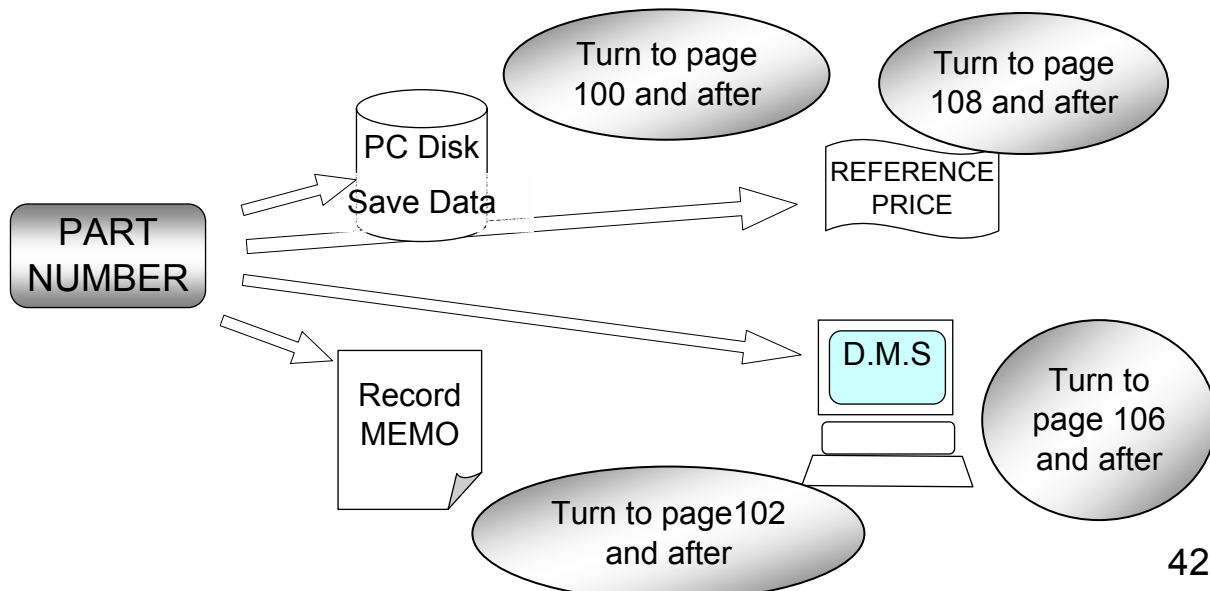 Turn to page
100 and after
Turn to page
108 and after
PC Disk
Save Data
REFERENCE
PRICE
PART
NUMBER
D.M.S
Record
MEMO
Turn to
page 106
and after
Turn to page102
and after
42